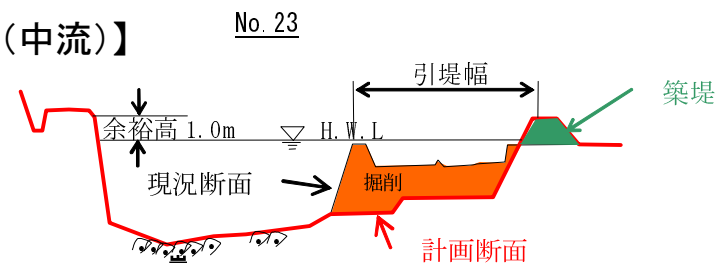 No.23
(中流)】
引堤幅
築堤
余裕高 1.0m
H.W.L
現況断面
掘削
計画断面